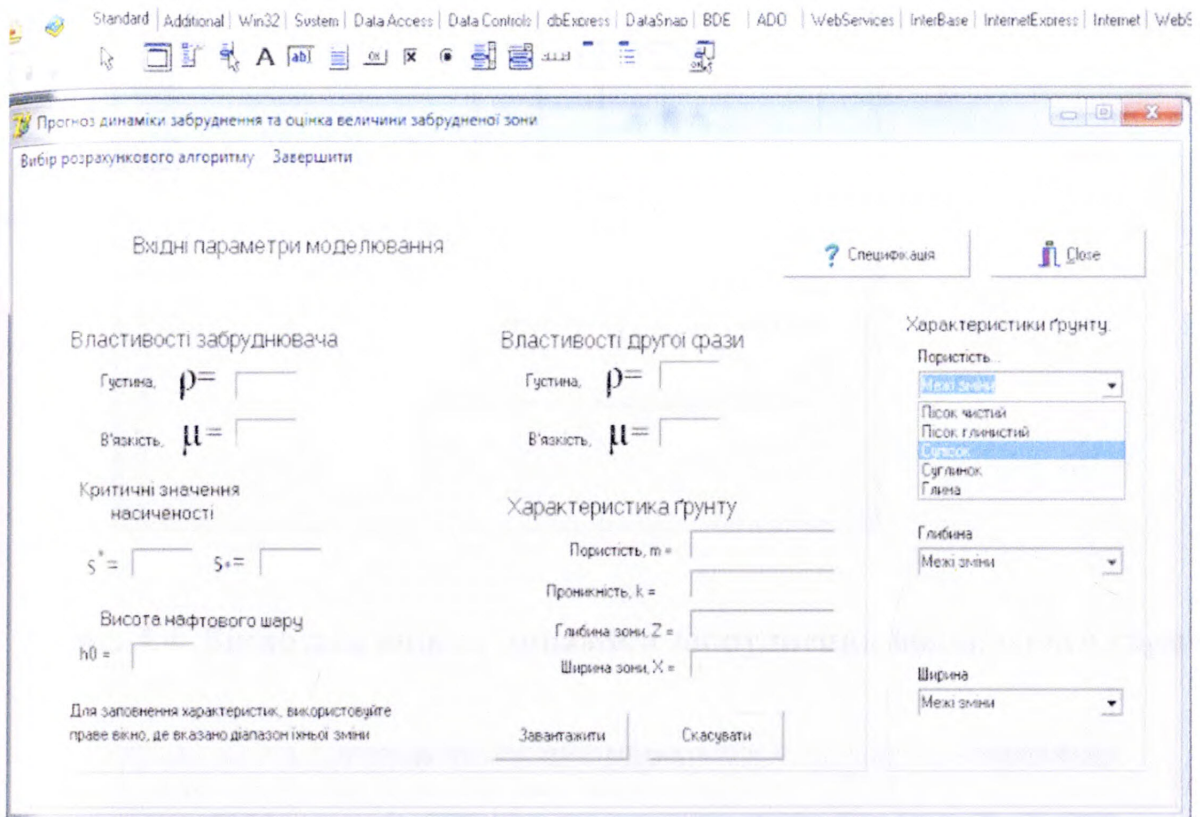 Standard | Additional | Win32 | System | Data Access | Data Controls | dbExpress | DataSnap | BDE | ADO | WebServices | InterBase | InternetExpress | Internet | WebS
Прогноз динаміки забруднення та оцінка величини забрудненої зони
Вибір розрахункового алгоритму Завершити
Вхідні параметри моделювання
? Специфікація
Close
Властивості забруднювача
Густина, ρ=
В'язкість, μ=
Критичні значення
насиченості
s*= s*=
Висота нафтового шару
h0 =
Для заповнення характеристик, використовуйте
праве вікно, де вказано діапазон їхньої зміни
Властивості другої фази
Густина, ρ=
В'язкість, μ=
Характеристика ґрунту
Пористість, m =
Проникність, k =
Глибина зони, Z =
Ширина зони, X =
Завантажити Скасувати
Характеристики ґрунту:
Пористість...
Межі зміни
Пісок чистий
Пісок глинистий
Супісок
Суглинок
Глина
Глибина
Межі зміни
Ширина
Межі зміни